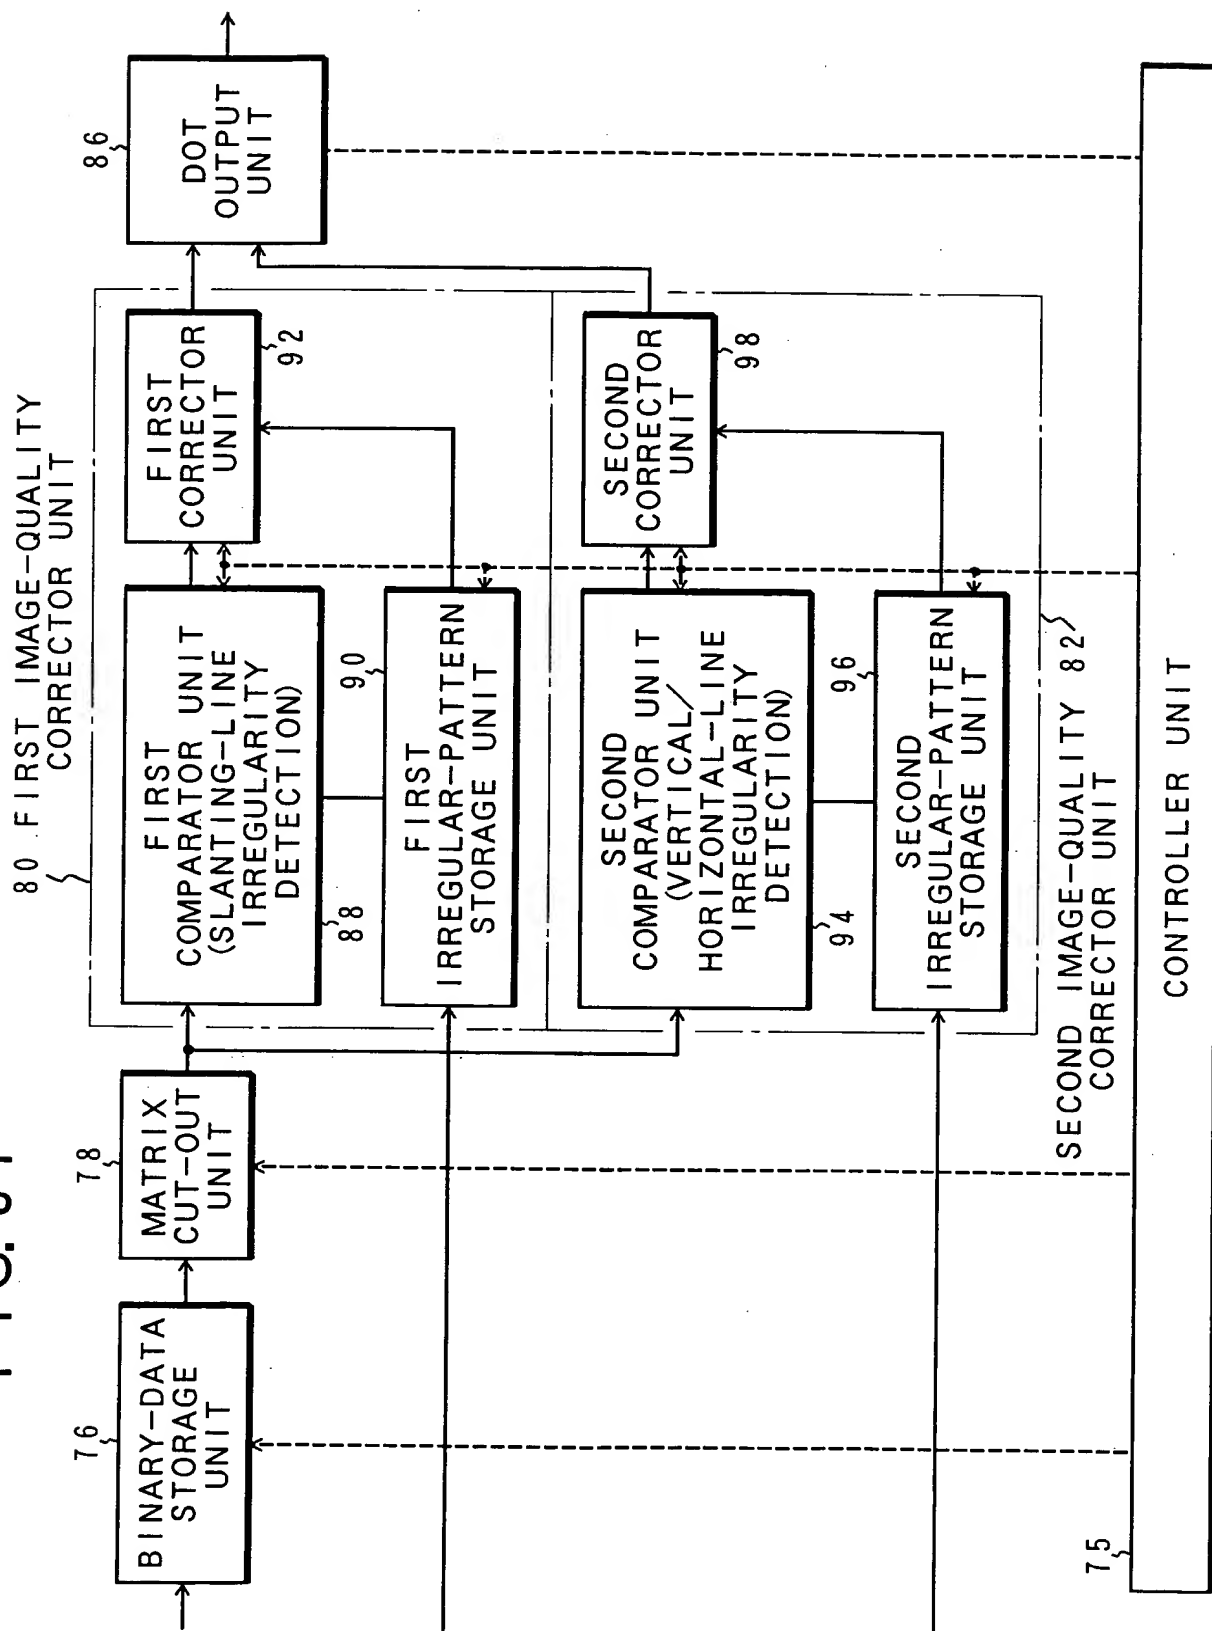 80 FIRST IMAGE-QUALITY
CORRECTOR UNIT
86
DOT
OUTPUT
UNIT
FIRST
CORRECTOR
UNIT
92
FIRST
COMPARATOR UNIT
(SLANTING-LINE
IRREGULARITY
DETECTION)
88
90
FIRST
IRREGULAR-PATTERN
STORAGE UNIT
78
MATRIX
CUT-OUT
UNIT
76
BINARY-DATA
STORAGE
UNIT
SECOND
CORRECTOR
UNIT
98
SECOND
COMPARATOR UNIT
(VERTICAL/
HORIZONTAL-LINE
IRREGULARITY
DETECTION)
94
96
SECOND
IRREGULAR-PATTERN
STORAGE UNIT
SECOND IMAGE-QUALITY 82
CORRECTOR UNIT
75
CONTROLLER UNIT